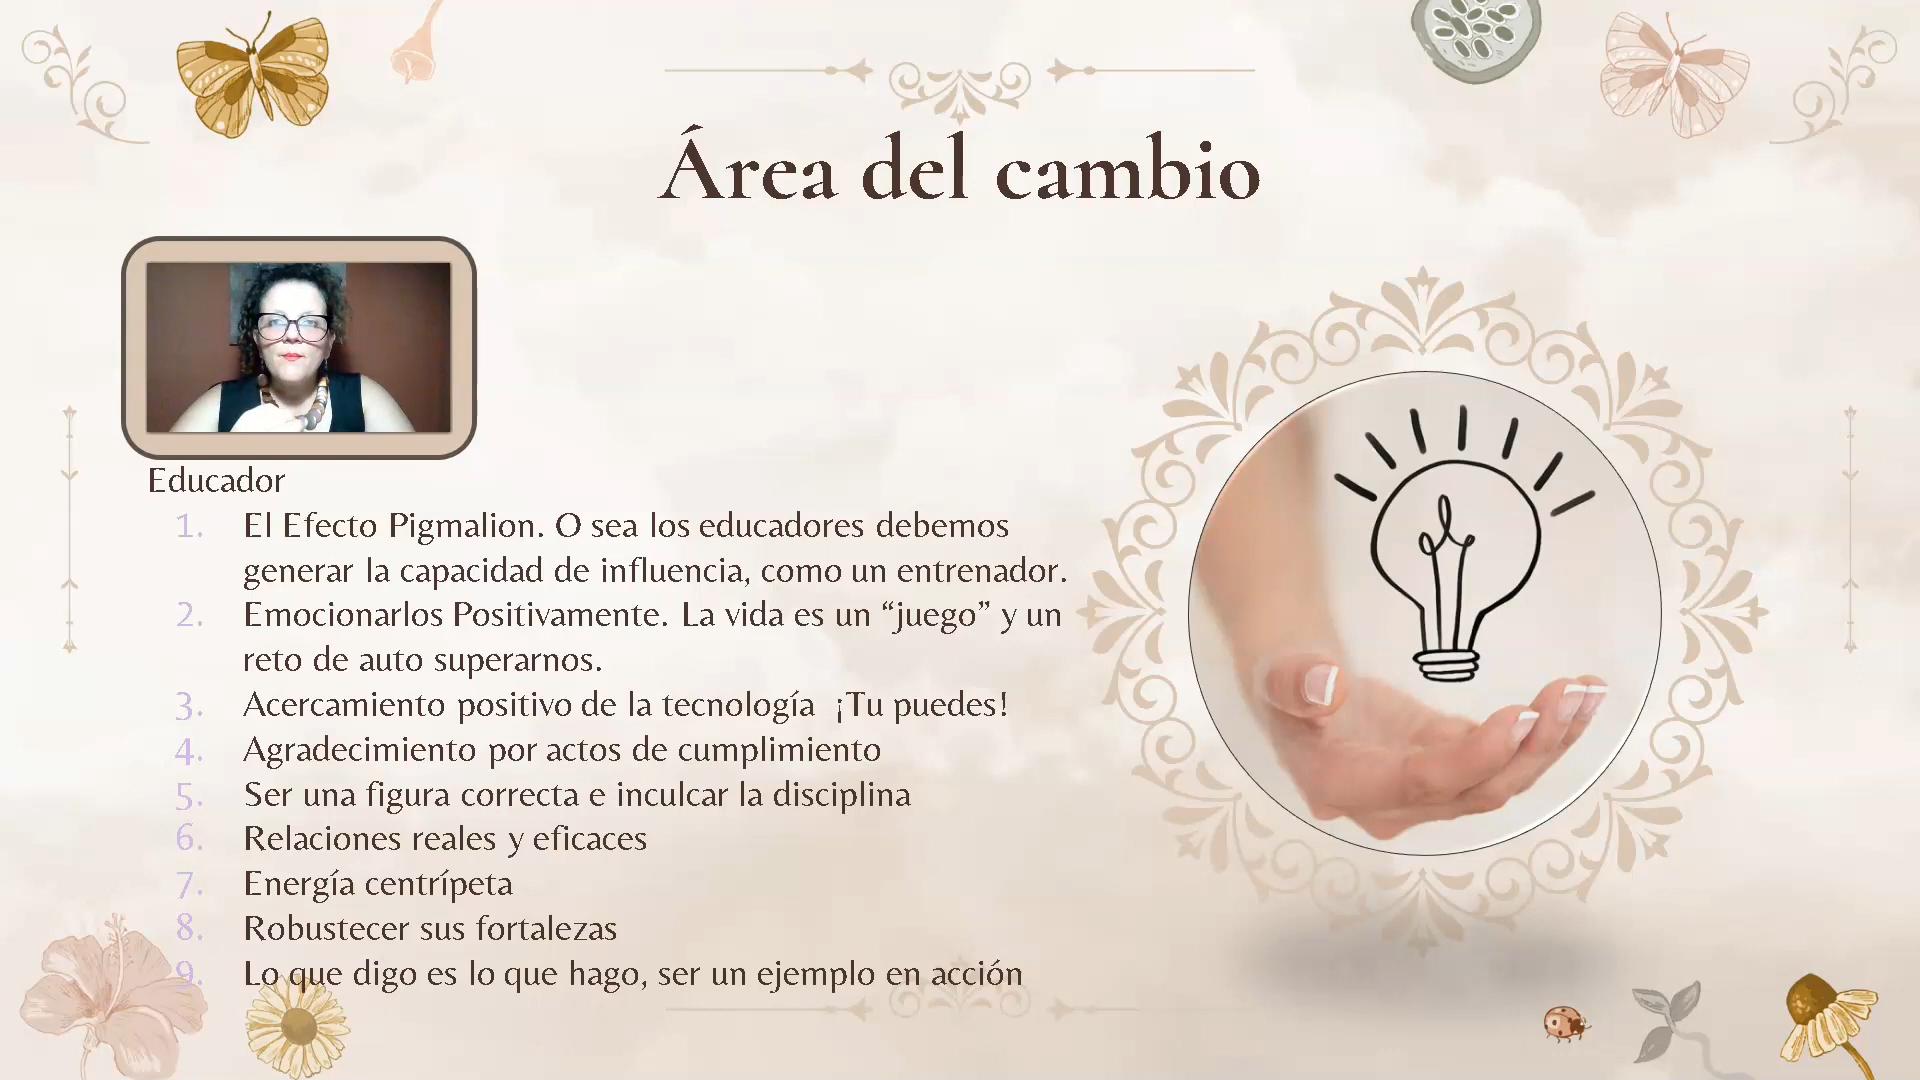 Área del cambio
Educador
1. El Efecto Pigmalion. O sea los educadores debemos
generar la capacidad de influencia, como un entrenador.
2. Emocionarlos Positivamente. La vida es un “juego” y un
reto de auto superarnos.
3. Acercamiento positivo de la tecnología ¡Tu puedes!
4. Agradecimiento por actos de cumplimiento
5. Ser una figura correcta e inculcar la disciplina
6. Relaciones reales y eficaces
7. Energía centrípeta
8. Robustecer sus fortalezas
9. Lo que digo es lo que hago, ser un ejemplo en acción